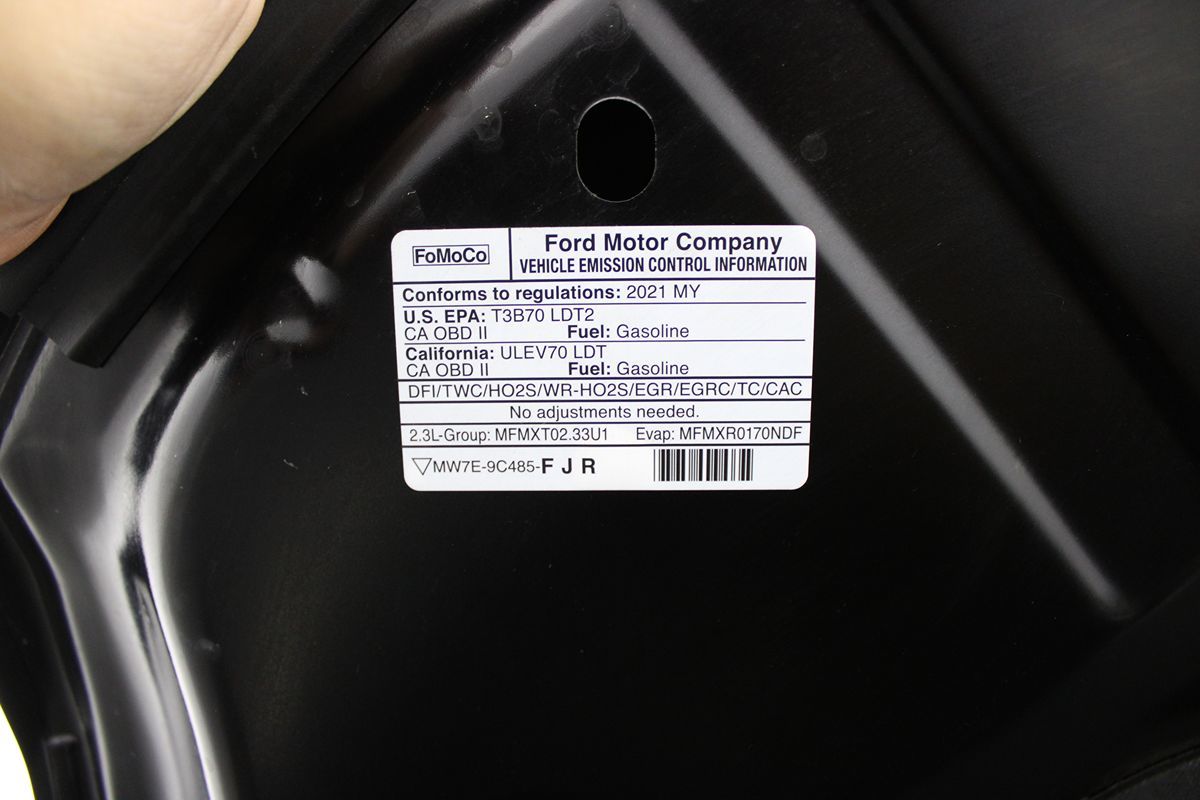 FoMoCo
Ford Motor Company
VEHICLE EMISSION CONTROL INFORMATION
Conforms to regulations: 2021 MY
U.S. EPA: T3B70 LDT2
CA OBD II Fuel: Gasoline
California: ULEV70 LDT
CA OBD II Fuel: Gasoline
DFI/TWC/HO2S/WR-HO2S/EGR/EGRC/TC/CAC
No adjustments needed.
2.3L-Group: MFMXT02.33U1 Evap: MFMXR0170NDF
▽MW7E-9C485-F J R